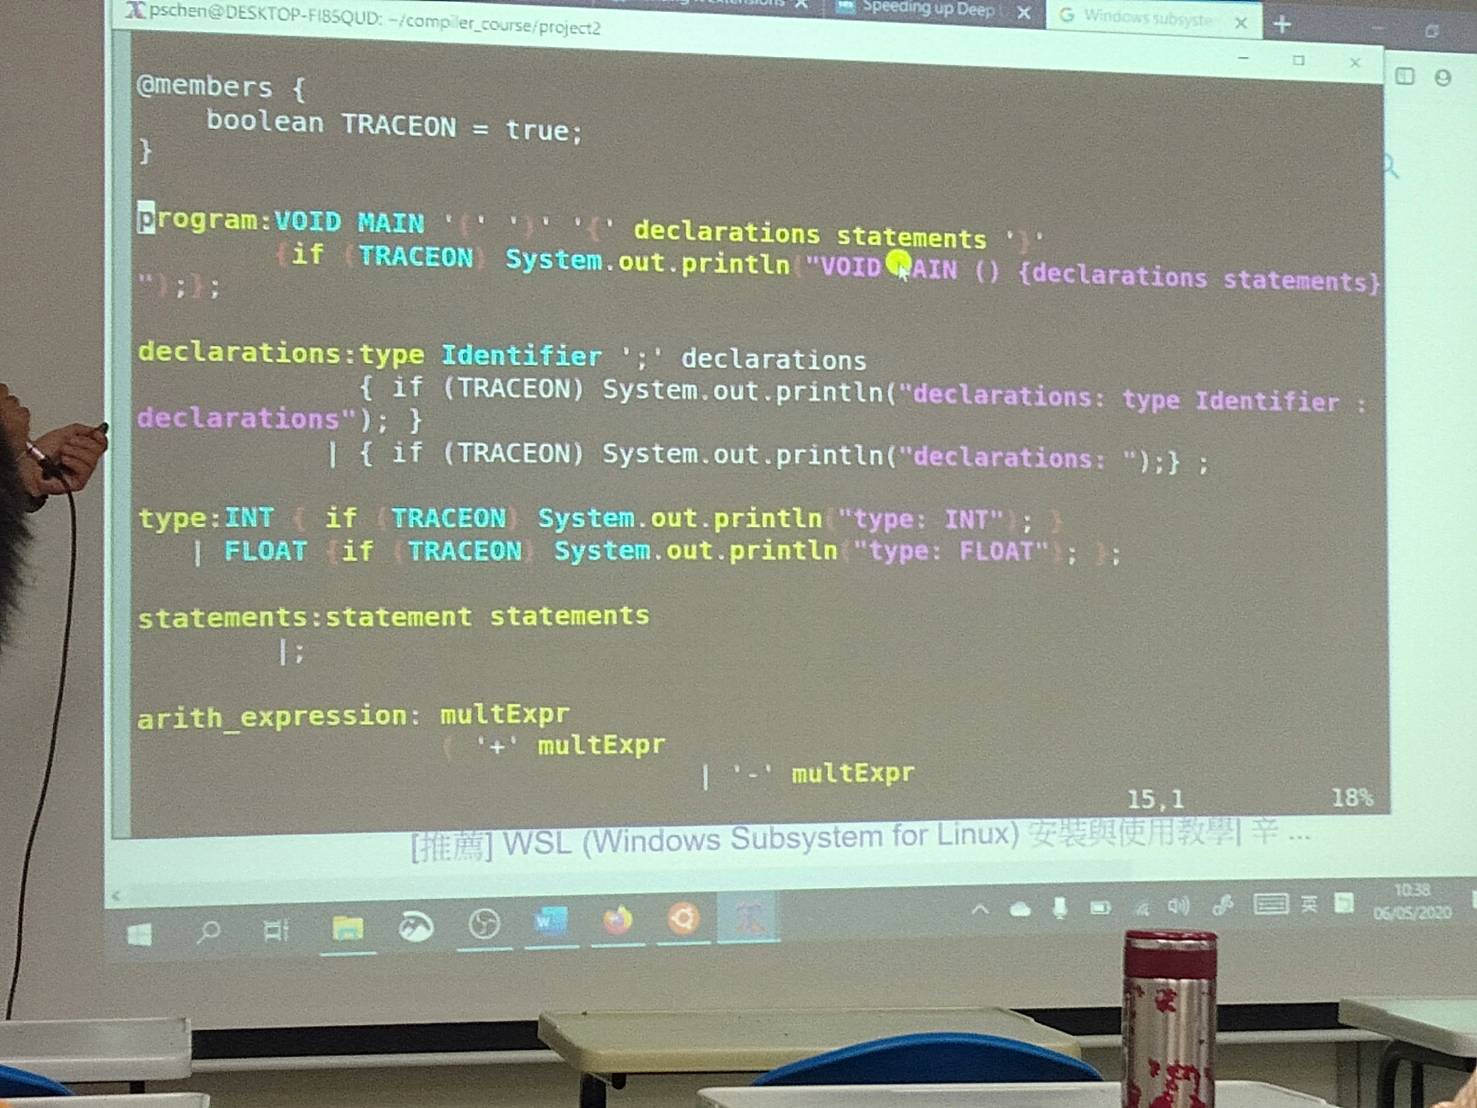 Speeding up Deep
Windows subsyste
pschen@DESKTOP-FI85QUD: ~/compiler_course/project2
@members {
    boolean TRACEON = true;
}
program:VOID MAIN '(' ')' '{' declarations statements '}'
        {if (TRACEON) System.out.println("VOID MAIN () {declarations statements}
");};
declarations:type Identifier ';' declarations
             { if (TRACEON) System.out.println("declarations: type Identifier :
declarations"); }
           | { if (TRACEON) System.out.println("declarations: ");} ;
type:INT { if (TRACEON) System.out.println("type: INT"); }
   | FLOAT {if (TRACEON) System.out.println("type: FLOAT"); };
statements:statement statements
        |;
arith_expression: multExpr
                  ( '+' multExpr
                                  | '-' multExpr
15,1 18%
[推薦] WSL (Windows Subsystem for Linux) 安裝與使用教學| 辛 ...
英
10:38
06/05/2020